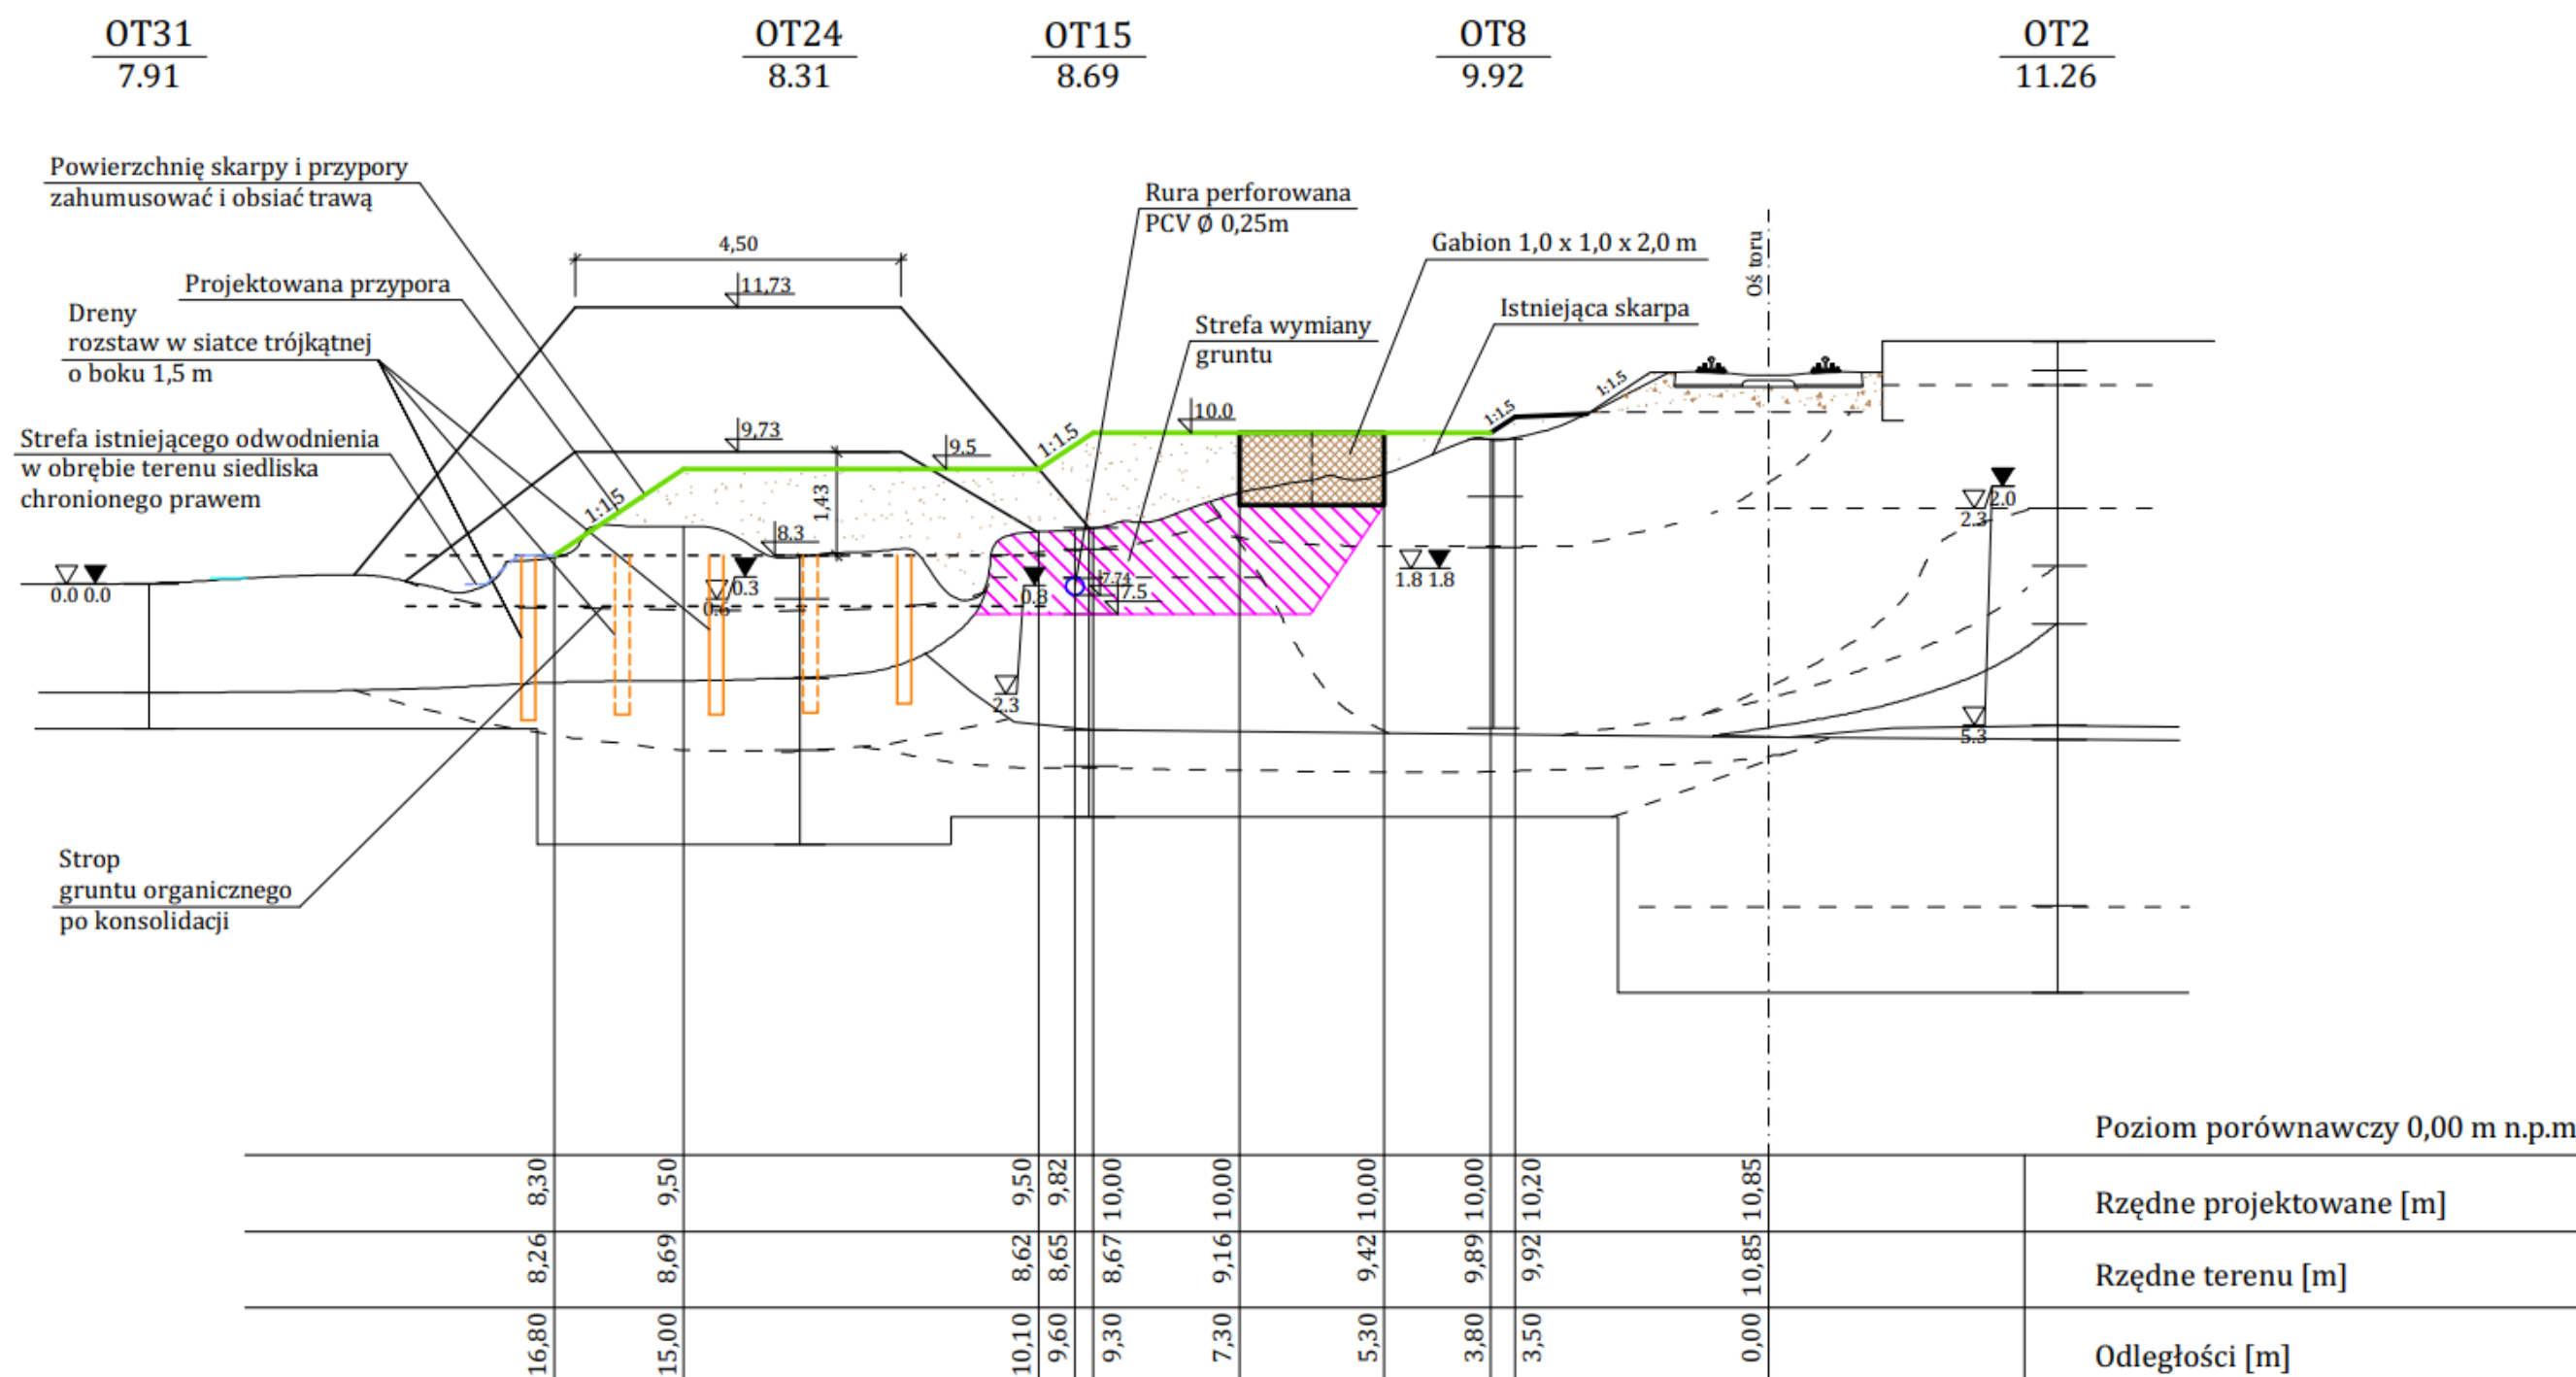 OT31
7.91
OT24
8.31
OT15
8.69
OT8
9.92
OT2
11.26
Powierzchnię skarpy i przypory
zahumusować i obsiać trawą
Rura perforowana
PCV Ø 0,25m
Gabion 1,0 x 1,0 x 2,0 m
Oś toru
4,50
11,73
Projektowana przypora
Dreny
rozstaw w siatce trójkątnej
o boku 1,5 m
Istniejąca skarpa
Strefa wymiany
gruntu
1:1,5
1:1,5
10.0
9,73
9.5
1:1,5
Strefa istniejącego odwodnienia
w obrębie terenu siedliska
chronionego prawem
1:1,5
1,43
8.3
2.0
2.3
0.0 0.0
0.3
0.6
0.8
7.74
7.5
1.8 1.8
2.3
5.3
Strop
gruntu organicznego
po konsolidacji
Poziom porównawczy 0,00 m n.p.m
8,30 9,50 9,50 9,82 10,00 10,00 10,00 10,00 10,20 10,85 Rzędne projektowane [m]
8,26 8,69 8,62 8,65 8,67 9,16 9,42 9,89 9,92 10,85 Rzędne terenu [m]
16,80 15,00 10,10 9,60 9,30 7,30 5,30 3,80 3,50 0,00 Odległości [m]